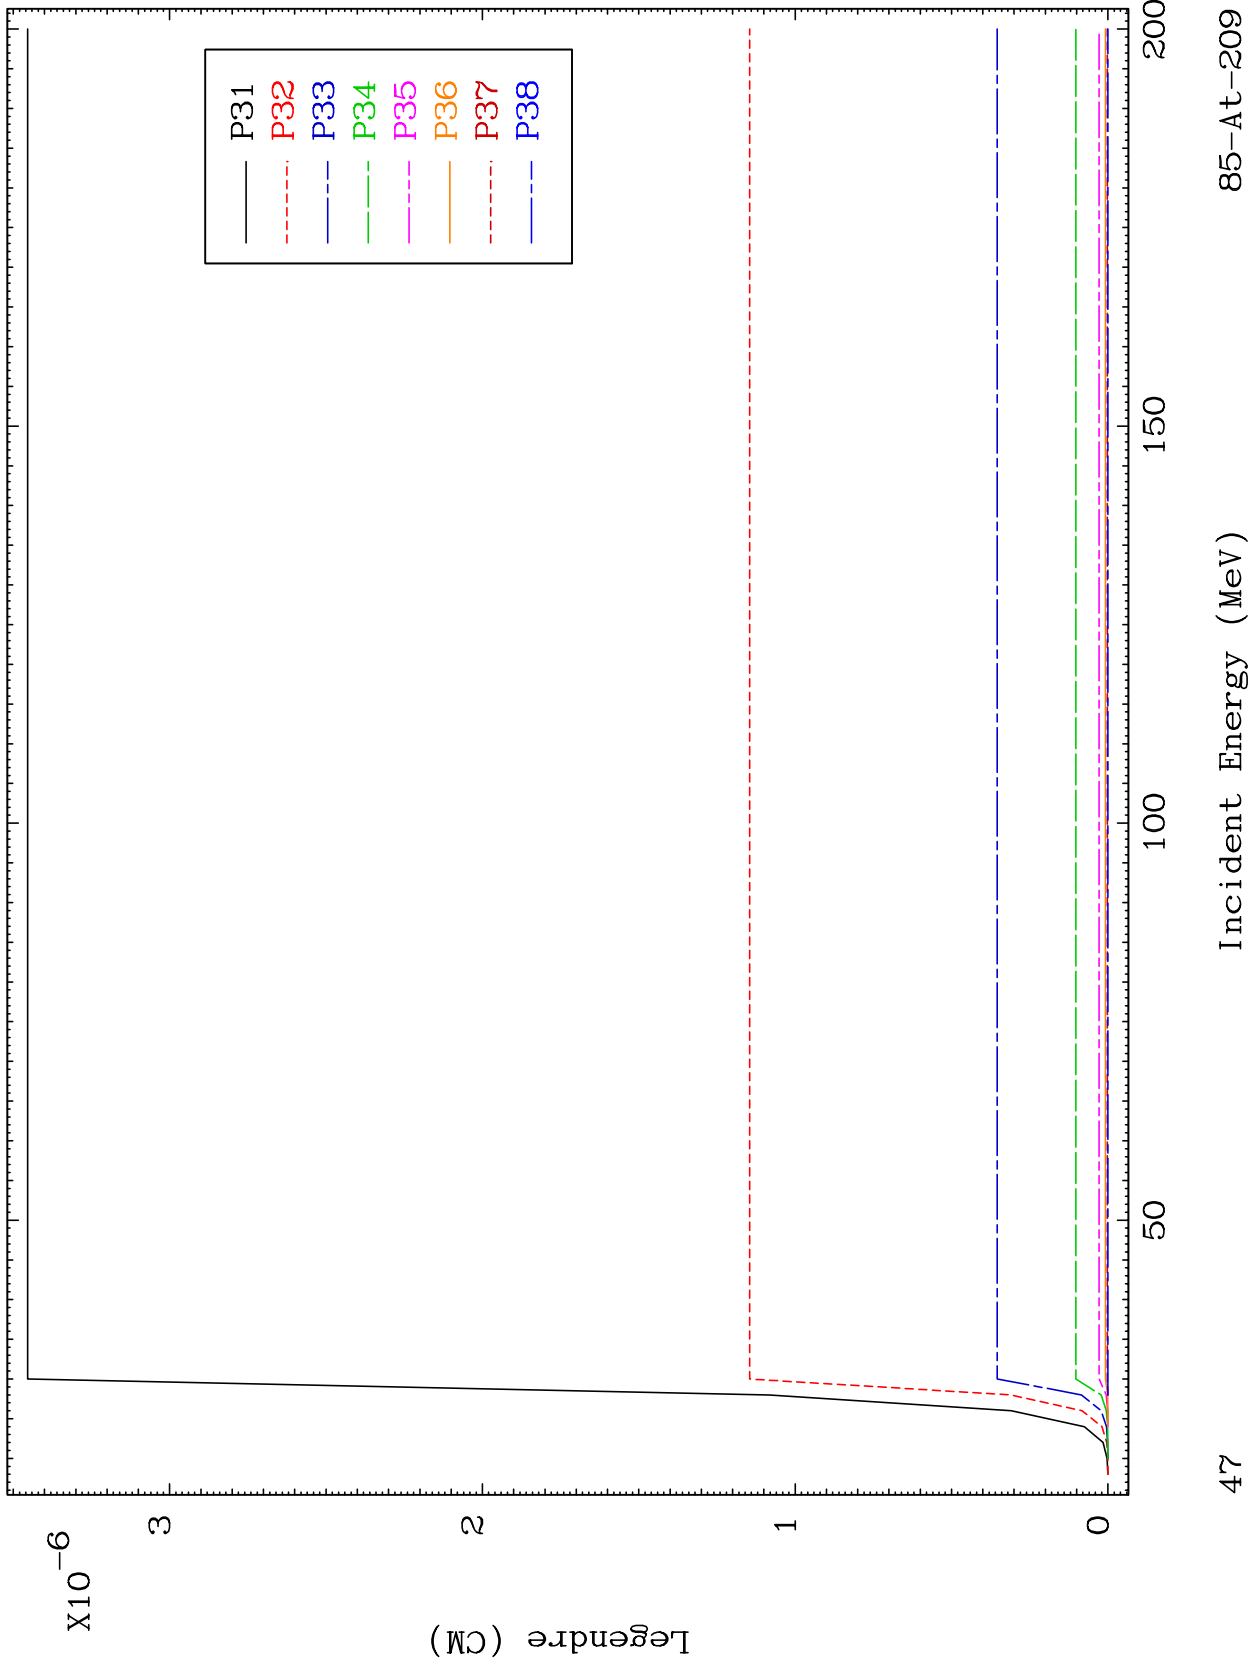 X10-6
3
2
1
0
Legendre (CM)
P31
P32
P33
P34
P35
P36
P37
P38
50
100
150
200
Incident Energy (MeV)
47
85-At-209